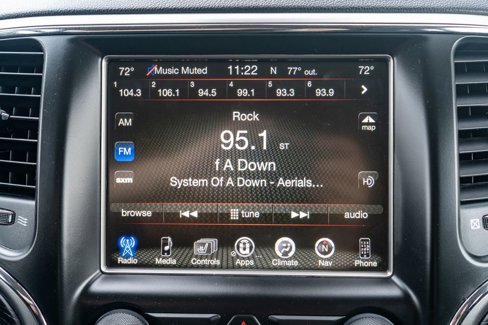 72° Music Muted 11:22 N 77° out. 72°
1 104.3 2 106.1 3 94.5 4 99.1 5 93.3 6 93.9
AM Rock map
FM 95.1 ST
f A Down
sxm System Of A Down - Aerials... HD
browse tune audio
Radio Media Controls Apps Climate Nav Phone